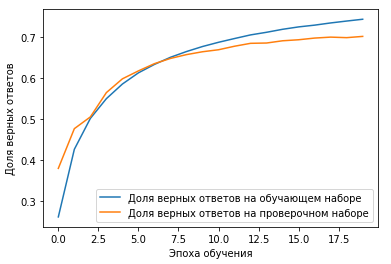 0.7
0.6
0.5
0.4
0.3
Доля верных ответов
Доля верных ответов на обучающем наборе
Доля верных ответов на проверочном наборе
0.0 2.5 5.0 7.5 10.0 12.5 15.0 17.5
Эпоха обучения